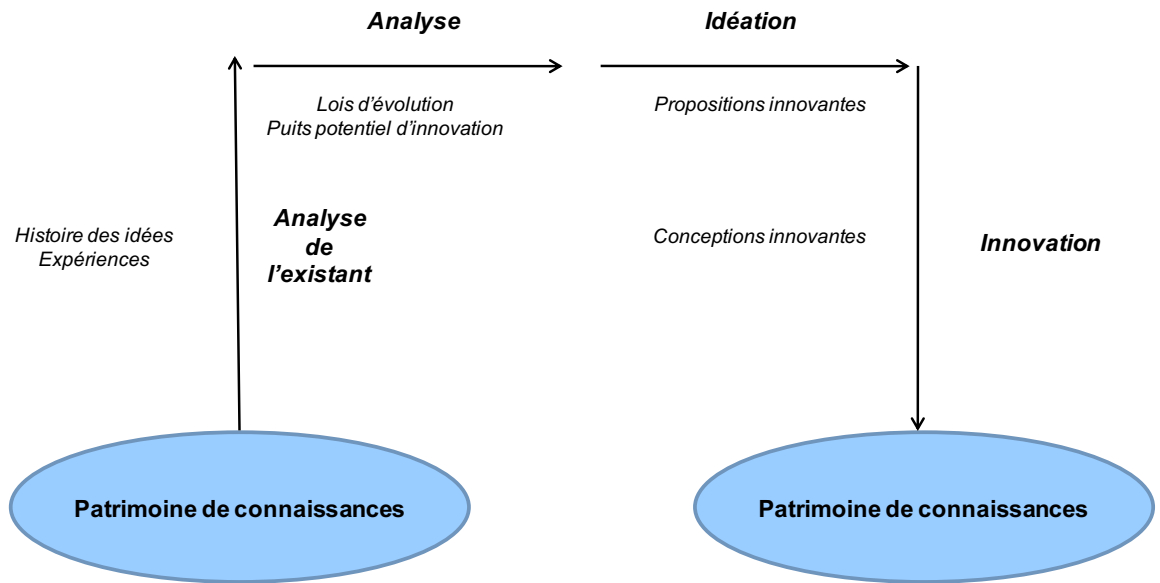 Analyse
Idéation
Lois d'évolution
Puits potentiel d'innovation
Propositions innovantes
Histoire des idées
Expériences
Analyse
de
l'existant
Conceptions innovantes
Innovation
Patrimoine de connaissances
Patrimoine de connaissances